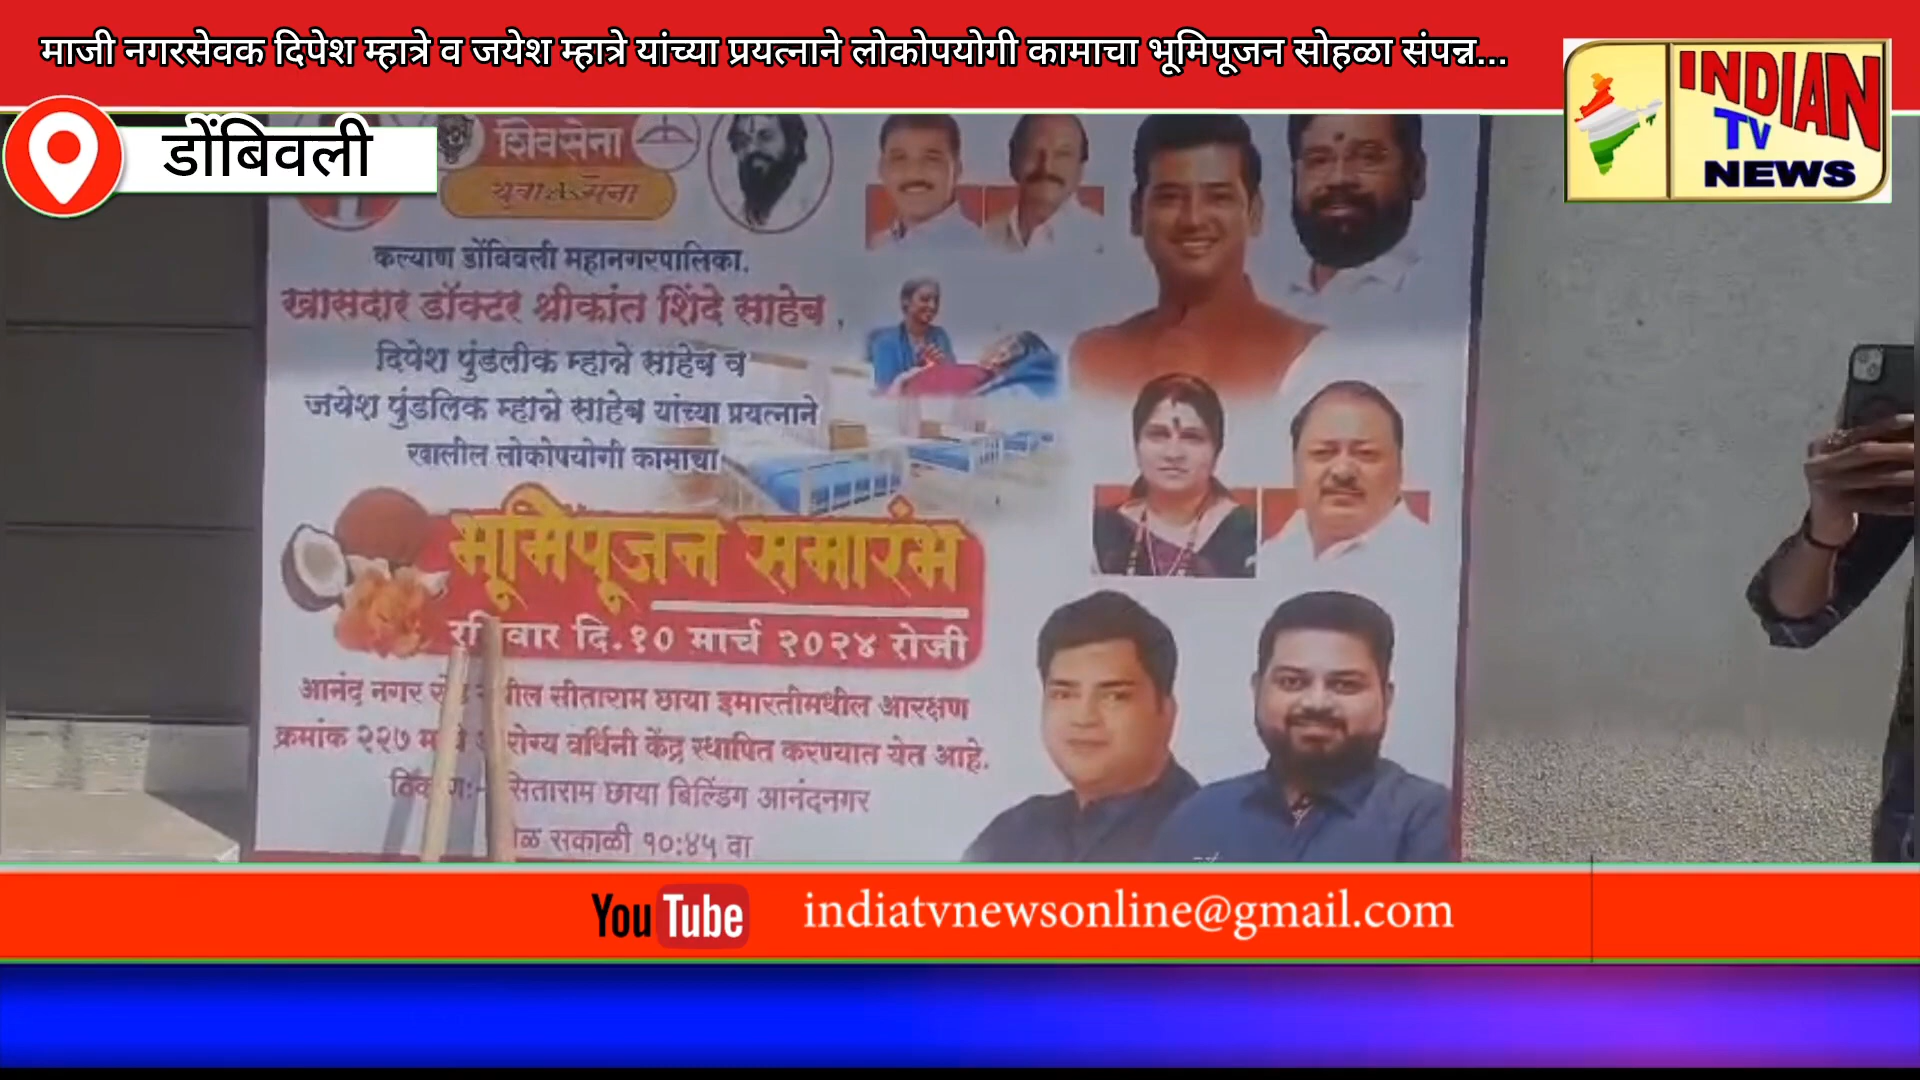 माजी नगरसेवक दिपेश म्हात्रे व जयेश म्हात्रे यांच्या प्रयत्नाने लोकोपयोगी कामाचा भूमिपूजन सोहळा संपन्न...
INDIAN
TV
NEWS
डोंबिवली
शिवसेना
युवा सेना
कल्याण डोंबिवली महानगरपालिका.
खासदार डॉक्टर श्रीकांत शिंदे साहेब ,
दिपेश पुंडलीक म्हात्रे साहेब व
जयेश पुंडलिक म्हात्रे साहेब यांच्या प्रयत्नाने
खालील लोकोपयोगी कामाचा
भूमिपूजन समारंभ
दि.१० मार्च २०२४ रोजी
आनंद नगर सीताराम छाया इमारतीमधील आरक्षण
क्रमांक २२७ वर्धिनी केंद्र स्थापित करण्यात येत आहे.
सिताराम छाया बिल्डिंग आनंदनगर
सकाळी १०:४५ वा
YouTube indiatvnewsonline@gmail.com